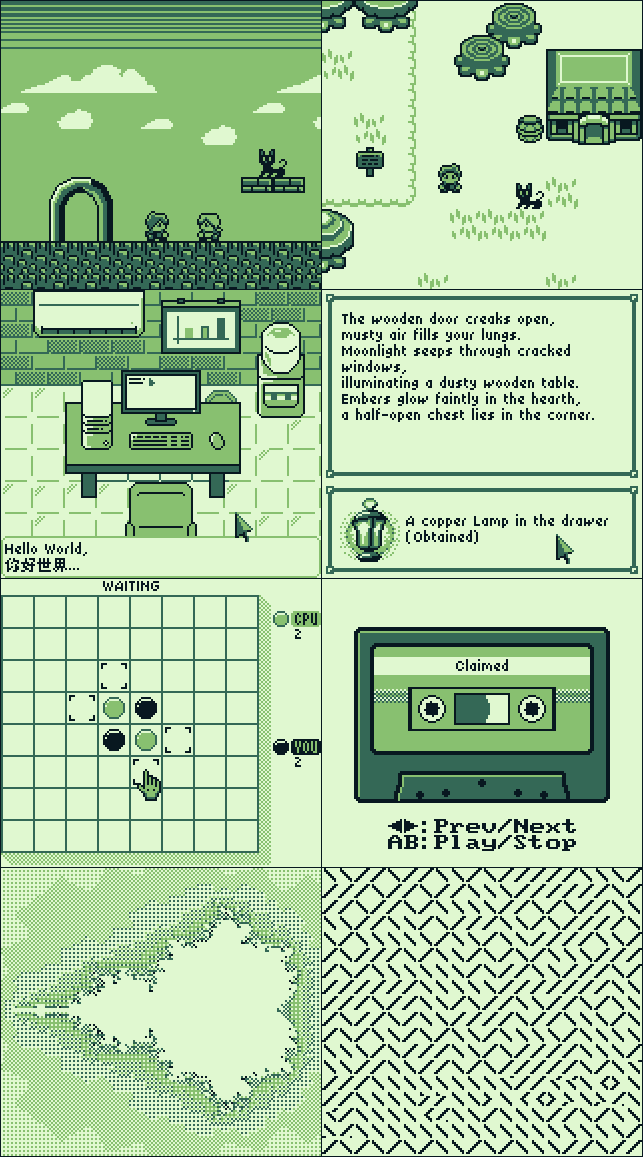 The wooden door creaks open,
musty air fills your lungs.
Moonlight seeps through cracked
windows,
illuminating a dusty wooden table.
Embers glow faintly in the hearth,
a half-open chest lies in the corner.
A copper Lamp in the drawer
(Obtained)
Hello World,
你好世界...
WAITING
CPU
2
YOU
2
Claimed
◀▶: Prev/Next
AB: Play/Stop